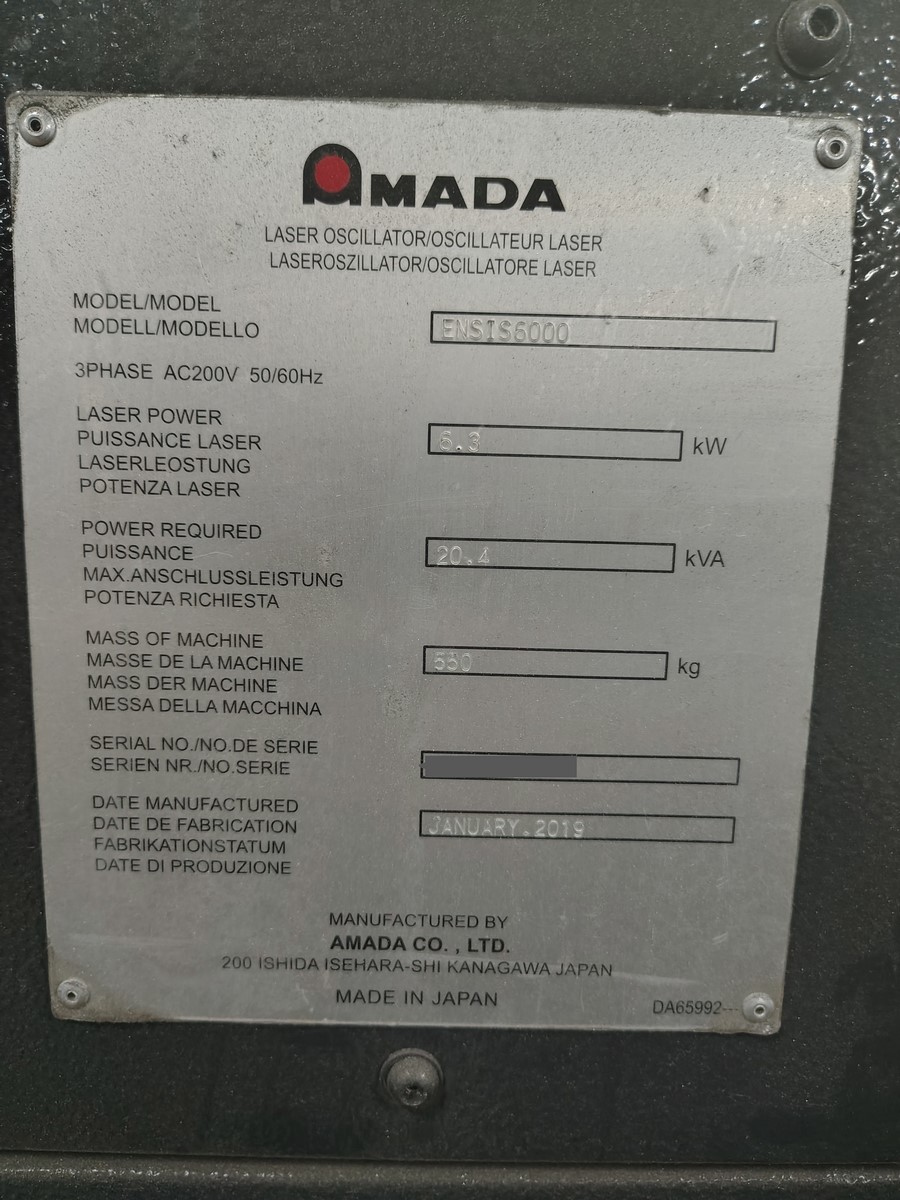 AMADA
LASER OSCILLATOR/OSCILLATEUR LASER
LASEROSZILLATOR/OSCILLATORE LASER
MODEL/MODEL
MODELL/MODELLO
ENSIS6000
3PHASE AC200V 50/60Hz
LASER POWER
PUISSANCE LASER
LASERLEOSTUNG
POTENZA LASER
6.3 kW
POWER REQUIRED
PUISSANCE
MAX.ANSCHLUSSLEISTUNG
POTENZA RICHIESTA
20.4 kVA
MASS OF MACHINE
MASSE DE LA MACHINE
MASS DER MACHINE
MESSA DELLA MACCHINA
550 kg
SERIAL NO./NO.DE SERIE
SERIEN NR./NO.SERIE
DATE MANUFACTURED
DATE DE FABRICATION
FABRIKATIONSTATUM
DATE DI PRODUZIONE
JANUARY.2019
MANUFACTURED BY
AMADA CO. , LTD.
200 ISHIDA ISEHARA-SHI KANAGAWA JAPAN
MADE IN JAPAN
DA65992---